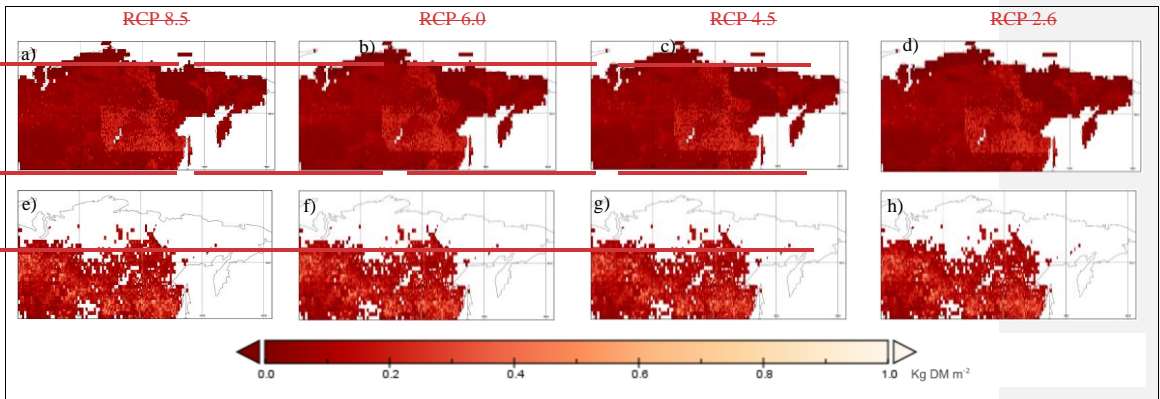 RCP 8.5 RCP 6.0 RCP 4.5 RCP 2.6
a) b) c) d)
e) f) g) h)
0.0 0.2 0.4 0.6 0.8 1.0 Kg DM m⁻²